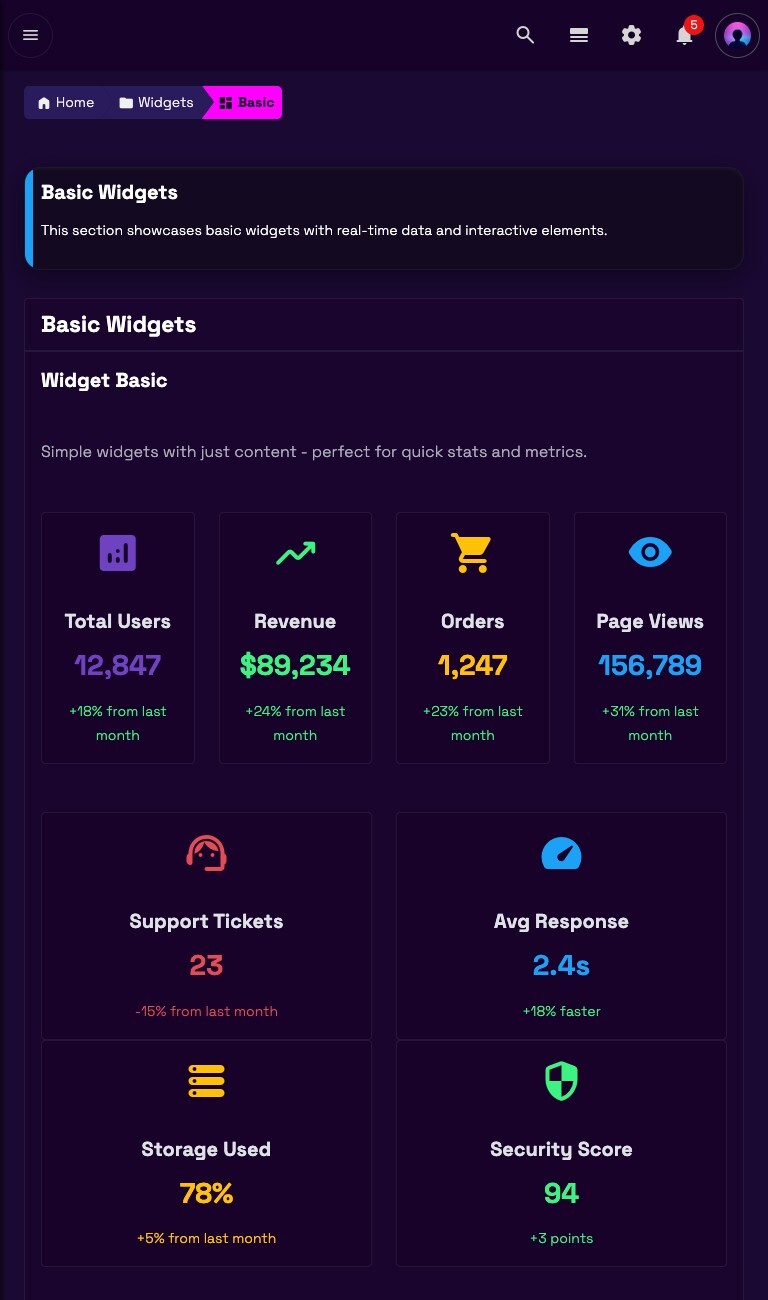 5
Home Widgets Basic
Basic Widgets
This section showcases basic widgets with real-time data and interactive elements.
Basic Widgets
Widget Basic
Simple widgets with just content - perfect for quick stats and metrics.
Total Users
12,847
+18% from last
month
Revenue
$89,234
+24% from last
month
Orders
1,247
+23% from last
month
Page Views
156,789
+31% from last
month
Support Tickets
23
-15% from last month
Avg Response
2.4s
+18% faster
Storage Used
78%
+5% from last month
Security Score
94
+3 points